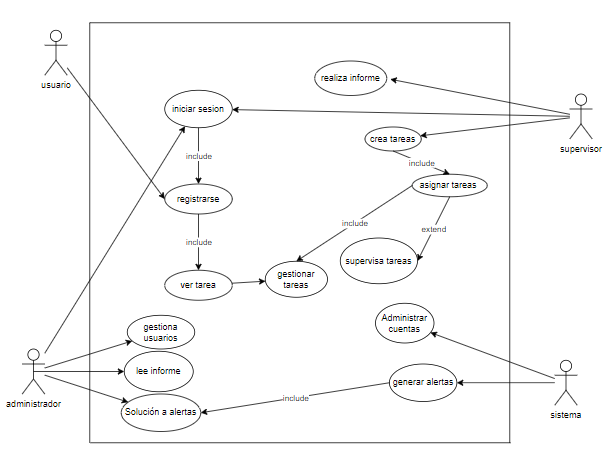 usuario
realiza informe
iniciar sesion
crea tareas
supervisor
include
include
asignar tareas
registrarse
include
extend
include
supervisa tareas
ver tarea
gestionar
tareas
Administrar
cuentas
gestiona
usuarios
lee informe
generar alertas
administrador
Solución a alertas
include
sistema